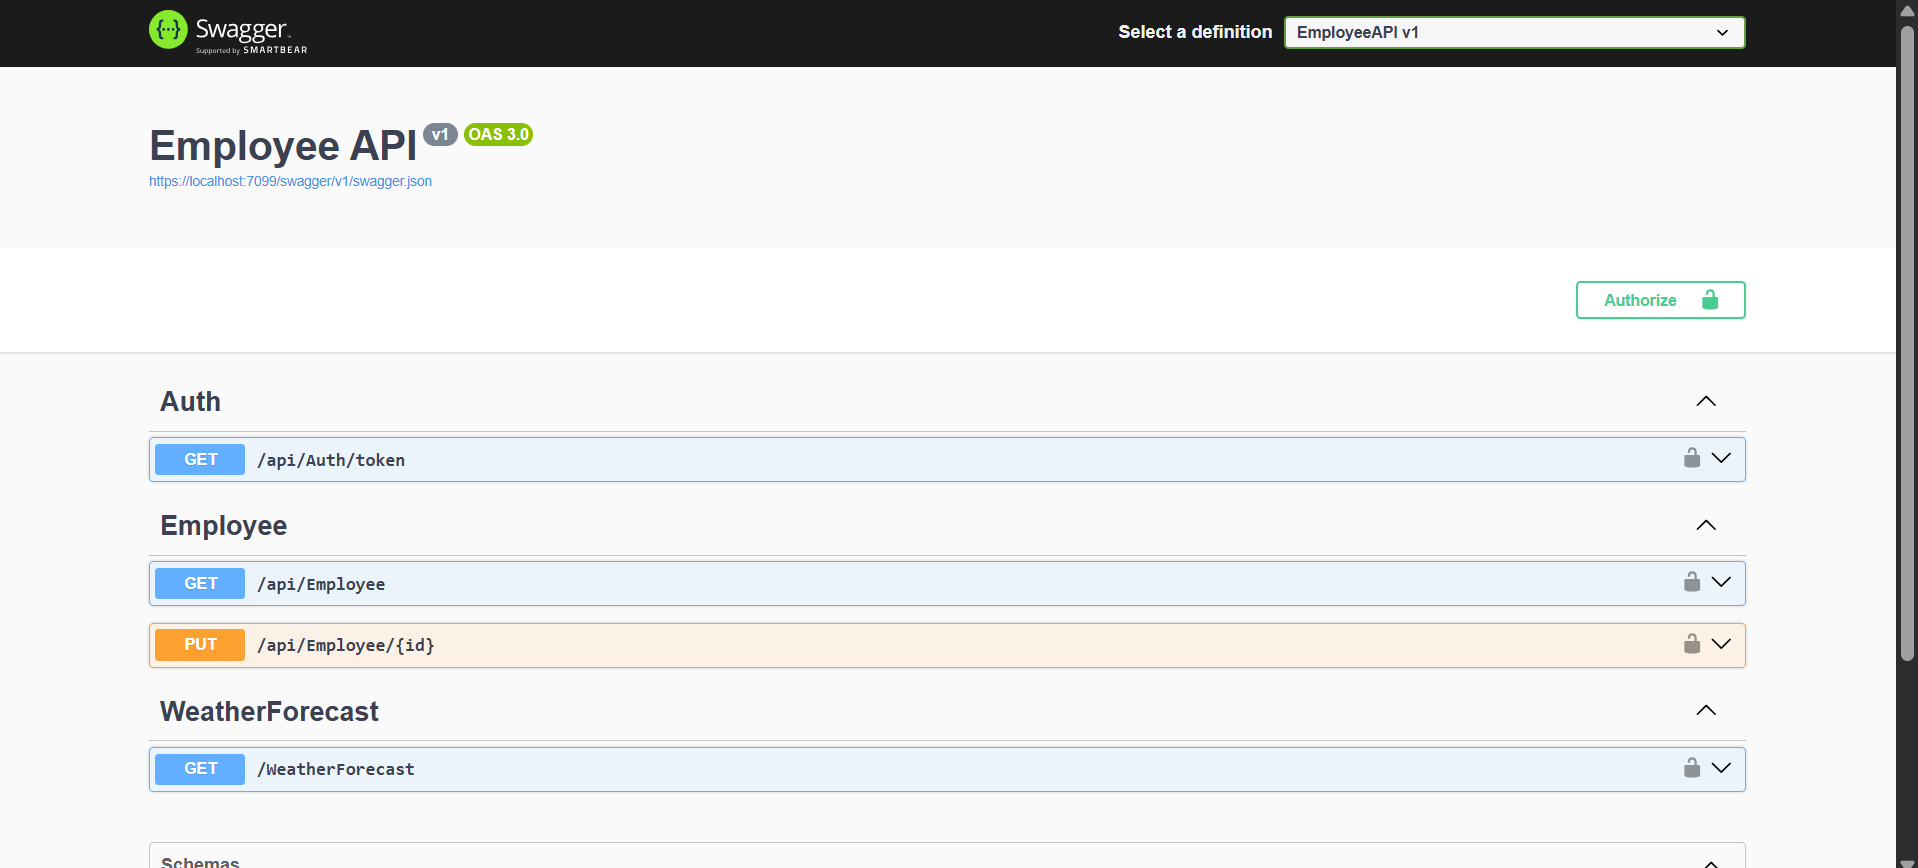 Swagger
Supported by SMARTBEAR
Select a definition
EmployeeAPI v1
Employee API v1 OAS 3.0
https://localhost:7099/swagger/v1/swagger.json
Authorize
Auth
GET /api/Auth/token
Employee
GET /api/Employee
PUT /api/Employee/{id}
WeatherForecast
GET /WeatherForecast
Schemas